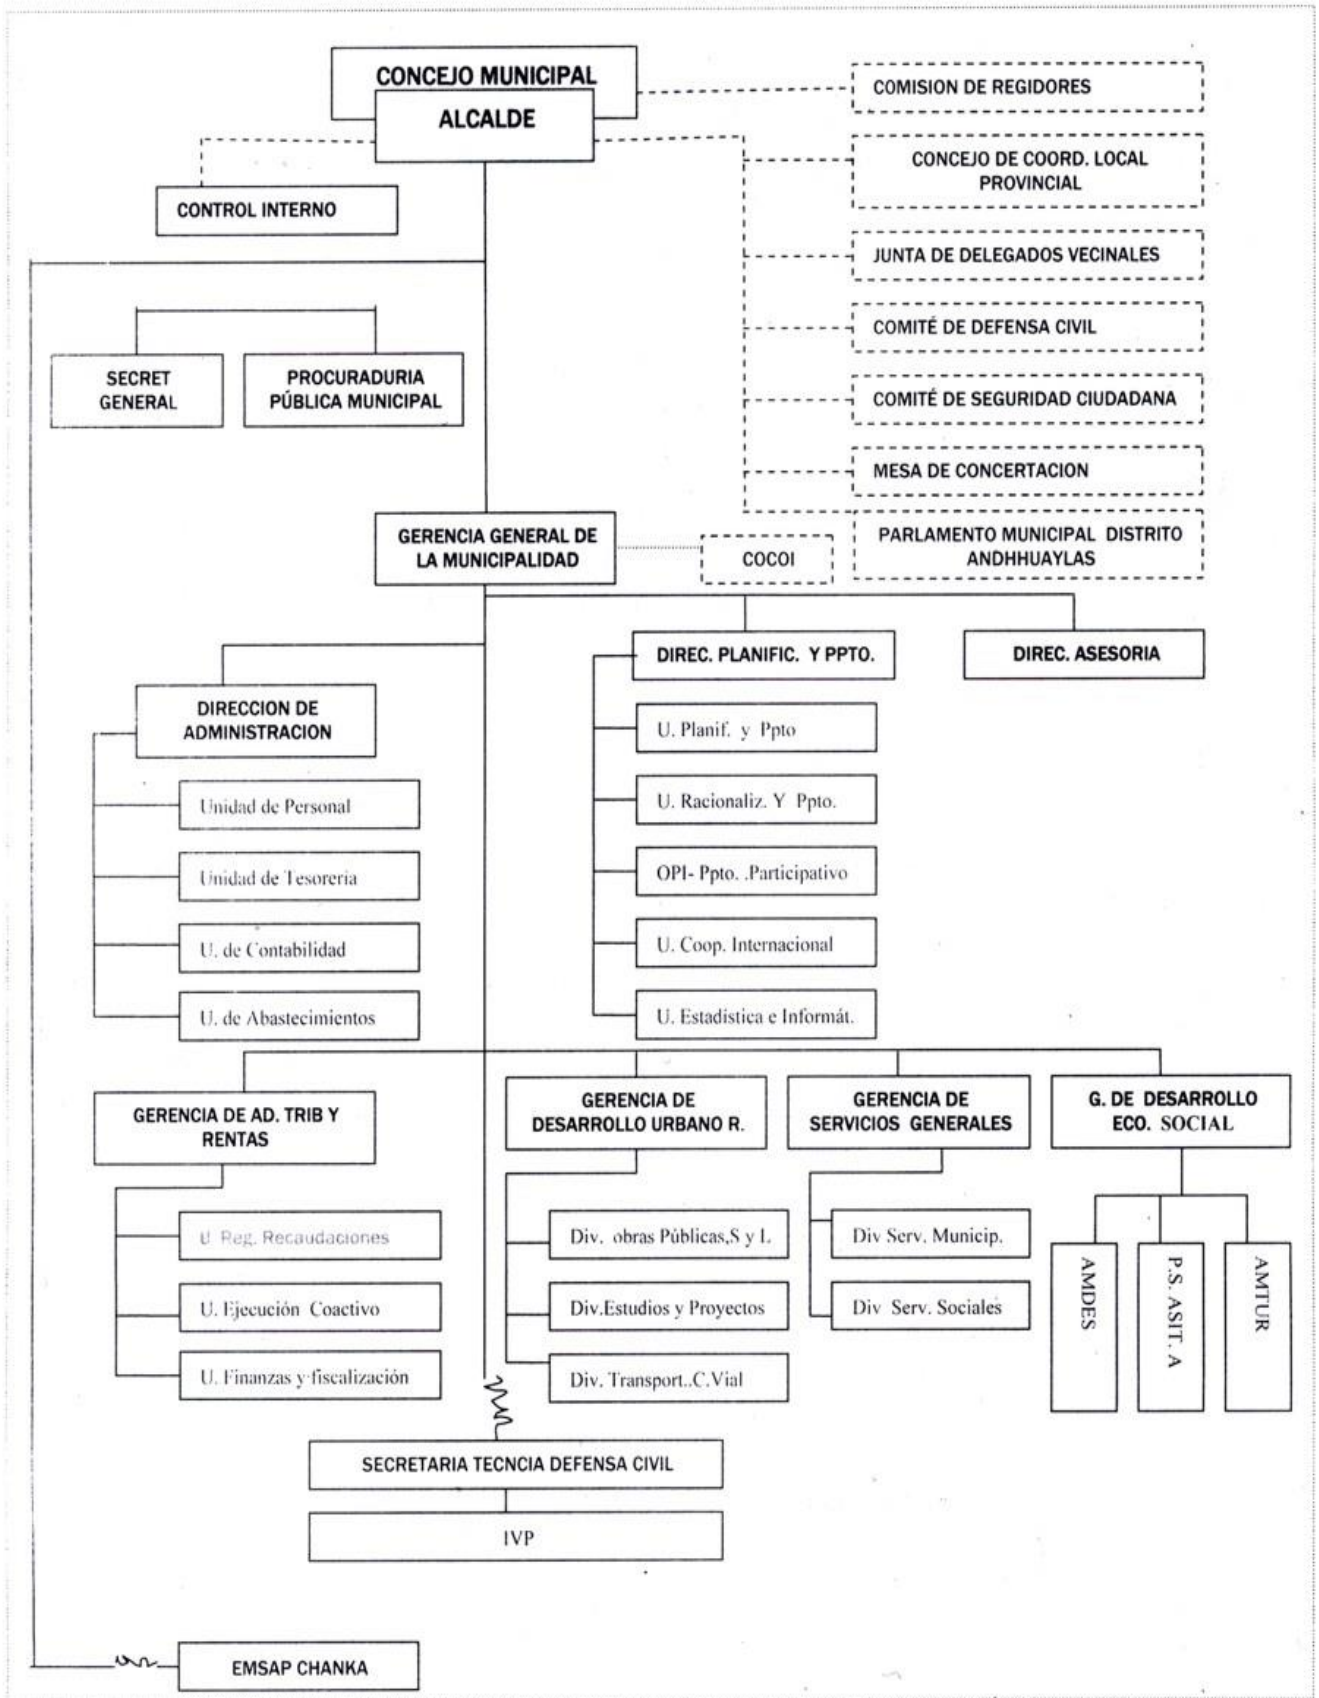 CONCEJO MUNICIPAL
ALCALDE
COMISION DE REGIDORES
CONCEJO DE COORD. LOCAL
PROVINCIAL
CONTROL INTERNO
JUNTA DE DELEGADOS VECINALES
COMITÉ DE DEFENSA CIVIL
SECRET
GENERAL
PROCURADURIA
PÚBLICA MUNICIPAL
COMITÉ DE SEGURIDAD CIUDADANA
MESA DE CONCERTACION
GERENCIA GENERAL DE
LA MUNICIPALIDAD
COCOI
PARLAMENTO MUNICIPAL DISTRITO
ANDHHUAYLAS
DIREC. PLANIFIC. Y PPTO.
DIREC. ASESORIA
DIRECCION DE
ADMINISTRACION
Unidad de Personal
Unidad de Tesoreria
U. de Contabilidad
U. de Abastecimientos
U. Planif. y Ppto
U. Racionaliz. Y Ppto.
OPI- Ppto. .Participativo
U. Coop. Internacional
U. Estadística e Informát.
GERENCIA DE AD. TRIB Y
RENTAS
U Reg. Recaudaciones
U. Ejecución Coactivo
U. Finanzas y fiscalización
GERENCIA DE
DESARROLLO URBANO R.
Div. obras Públicas,S y L.
Div.Estudios y Proyectos
Div. Transport..C.Vial
GERENCIA DE
SERVICIOS GENERALES
Div Serv. Municip.
Div Serv. Sociales
G. DE DESARROLLO
ECO. SOCIAL
AMDES
P.S. ASIT. A
AMTUR
SECRETARIA TECNCIA DEFENSA CIVIL
IVP
EMSAP CHANKA